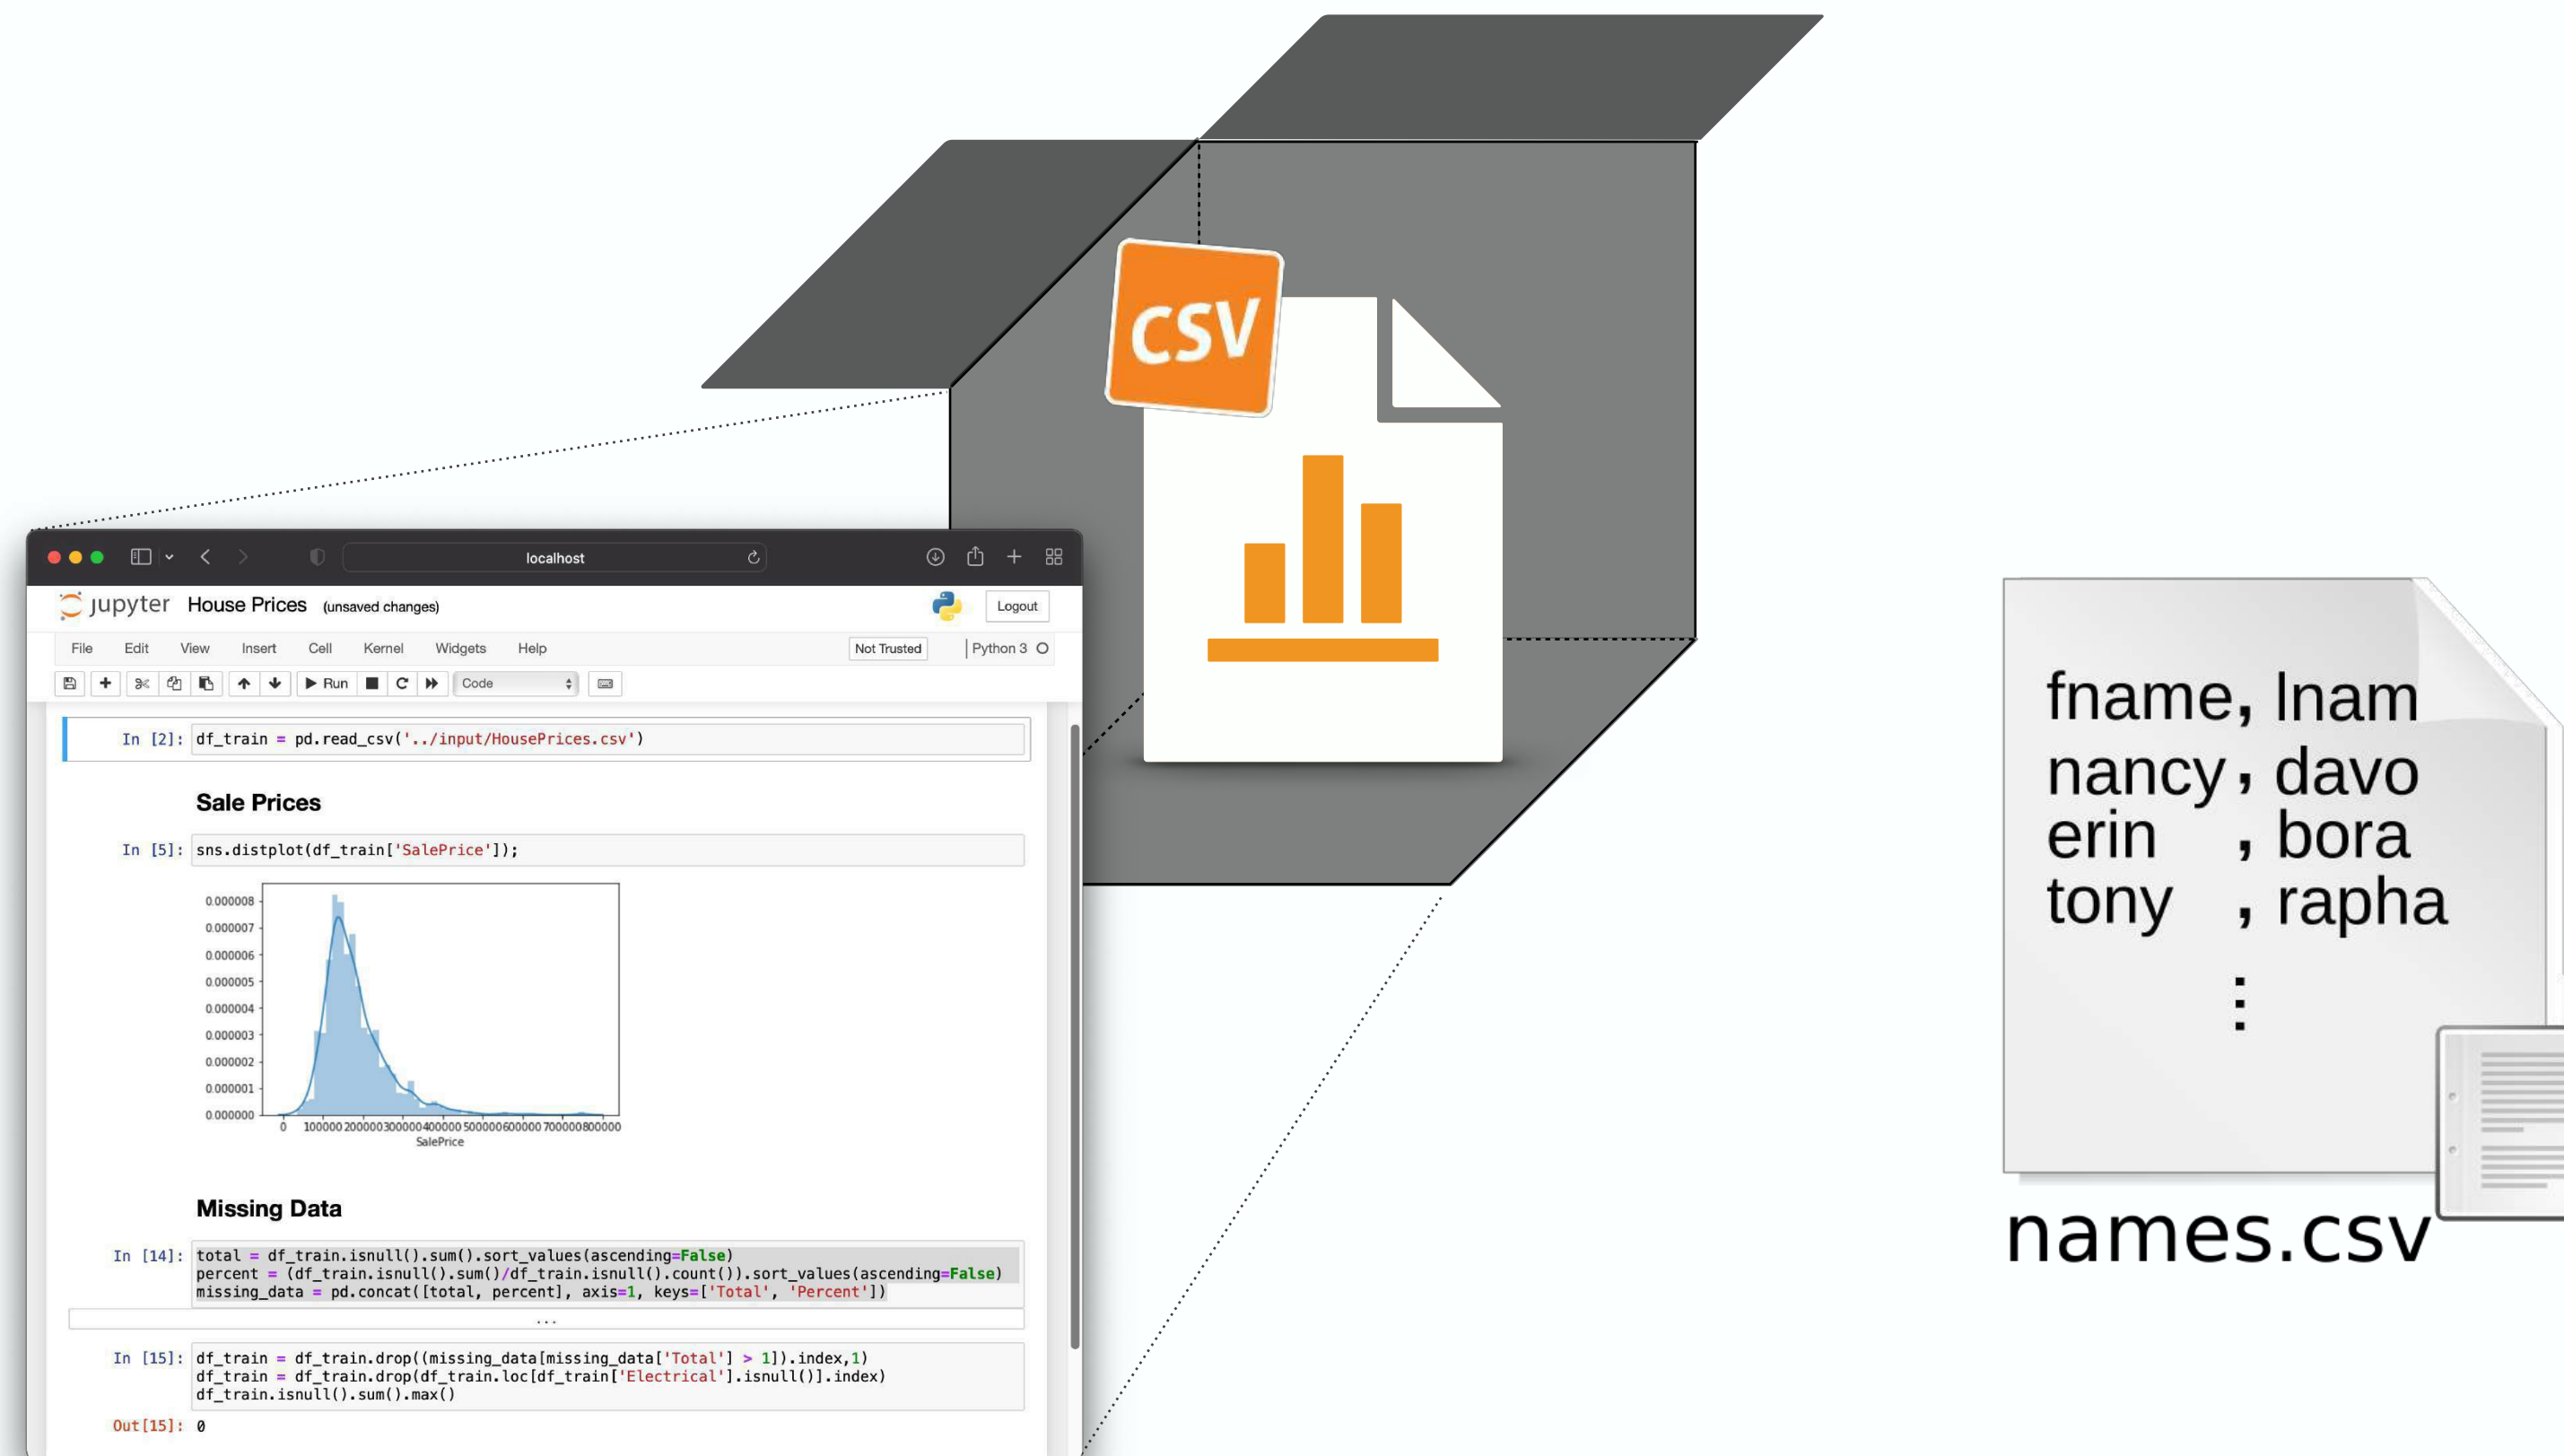 CSV
localhost
jupyter House Prices (unsaved changes)
Logout
File Edit View Insert Cell Kernel Widgets Help
Not Trusted
Python 3
Run
Code
In [2]: df_train = pd.read_csv('../input/HousePrices.csv')
Sale Prices
In [5]: sns.distplot(df_train['SalePrice']);
0.000008
0.000007
0.000006
0.000005
0.000004
0.000003
0.000002
0.000001
0.000000
0 100000 200000 300000 400000 500000 600000 700000 800000
SalePrice
Missing Data
In [14]: total = df_train.isnull().sum().sort_values(ascending=False)
percent = (df_train.isnull().sum()/df_train.isnull().count()).sort_values(ascending=False)
missing_data = pd.concat([total, percent], axis=1, keys=['Total', 'Percent'])
...
In [15]: df_train = df_train.drop((missing_data[missing_data['Total'] > 1]).index,1)
df_train = df_train.drop(df_train.loc[df_train['Electrical'].isnull()].index)
df_train.isnull().sum().max()
Out[15]: 0
fname, lnam
nancy, davo
erin , bora
tony , rapha
⋮
names.csv